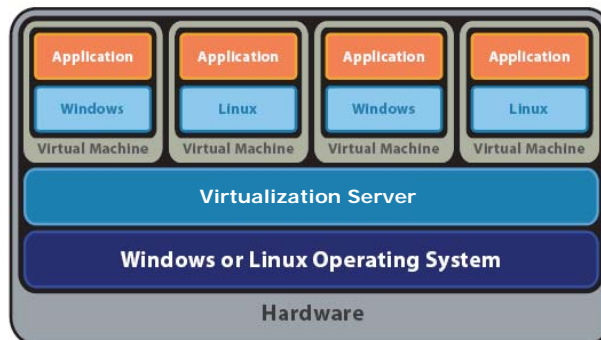 Application Application Application Application
Windows Linux Windows Linux
Virtual Machine Virtual Machine Virtual Machine Virtual Machine
Virtualization Server
Windows or Linux Operating System
Hardware